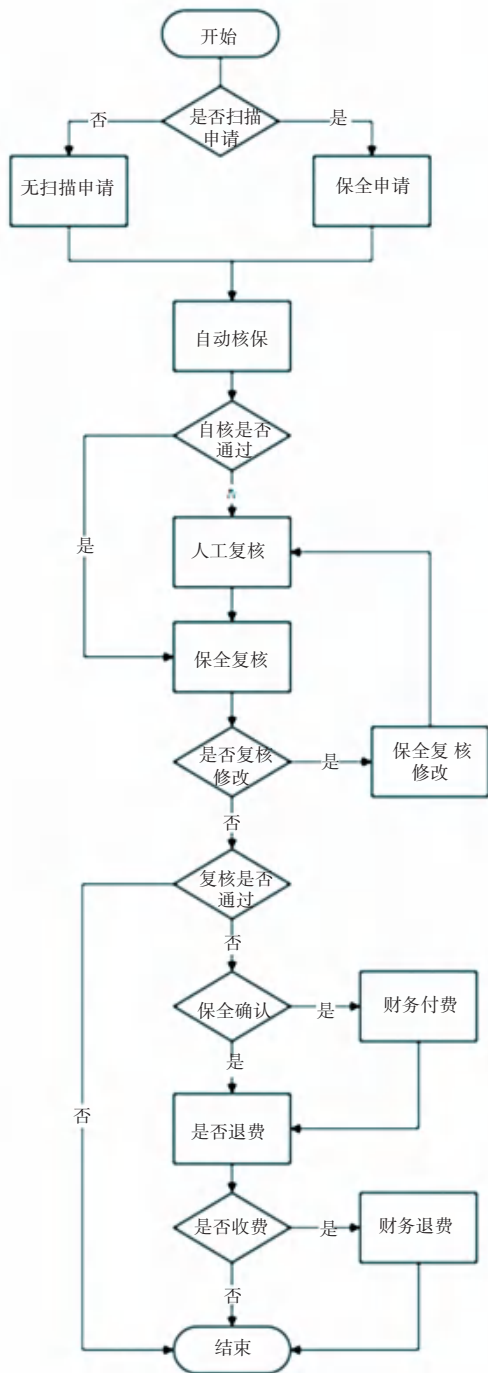 开始
是否扫描
申请
否
是
无扫描申请
保全申请
自动核保
自核是否
通过
否
是
人工复核
保全复核
是否复核
修改
是
保全复 核
修改
否
复核是否
通过
否
否
保全确认
是
财务付费
是
是否退费
是否收费
是
财务退费
否
结束